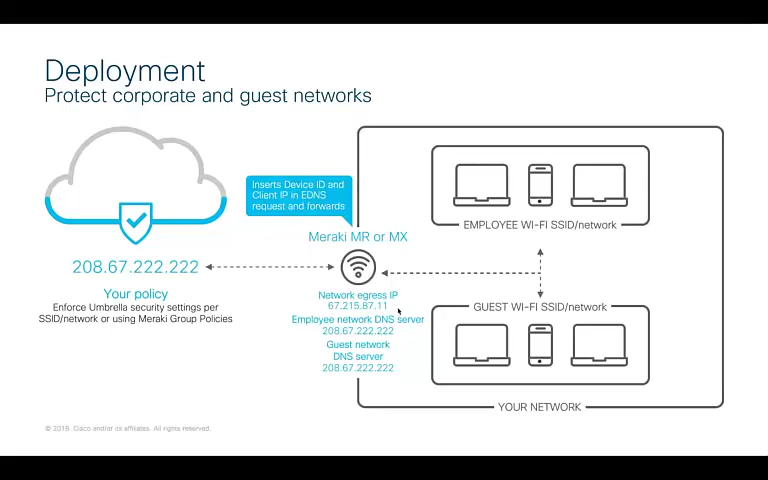 Deployment
Protect corporate and guest networks
Inserts Device ID and
Client IP in EDNS
request and forwards
Meraki MR or MX
208.67.222.222
Your policy
Enforce Umbrella security settings per
SSID/network or using Meraki Group Policies
Network egress IP
67.215.87.11
Employee network DNS server
208.67.222.222
Guest network
DNS server
208.67.222.222
EMPLOYEE WI-FI SSID/network
GUEST WI-FI SSID/network
YOUR NETWORK
© 2018 Cisco and/or its affiliates. All rights reserved.